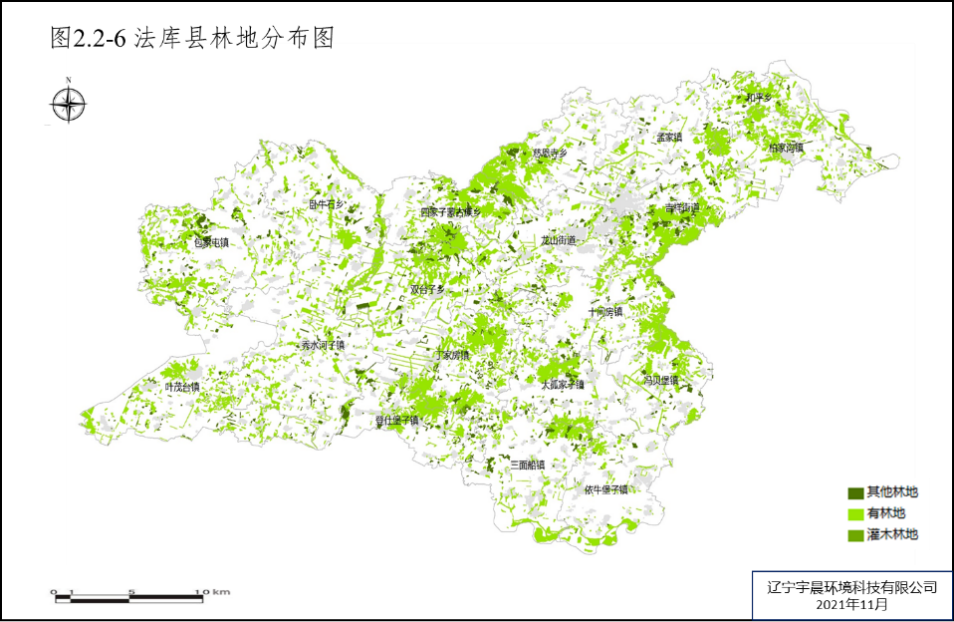 图2.2-6 法库县林地分布图
N
和平乡
孟家镇
柏家沟镇
慈恩寺乡
卧牛石乡
四家子蒙古族乡
吉祥街道
包家屯镇
龙山街道
双台子乡
十间房镇
秀水河子镇
丁家房镇
叶茂台镇
大孤家子镇
冯贝堡镇
登仕堡子镇
三面船镇
依牛堡子镇
其他林地
有林地
灌木林地
0 1 5 10 km
辽宁宇晨环境科技有限公司
2021年11月